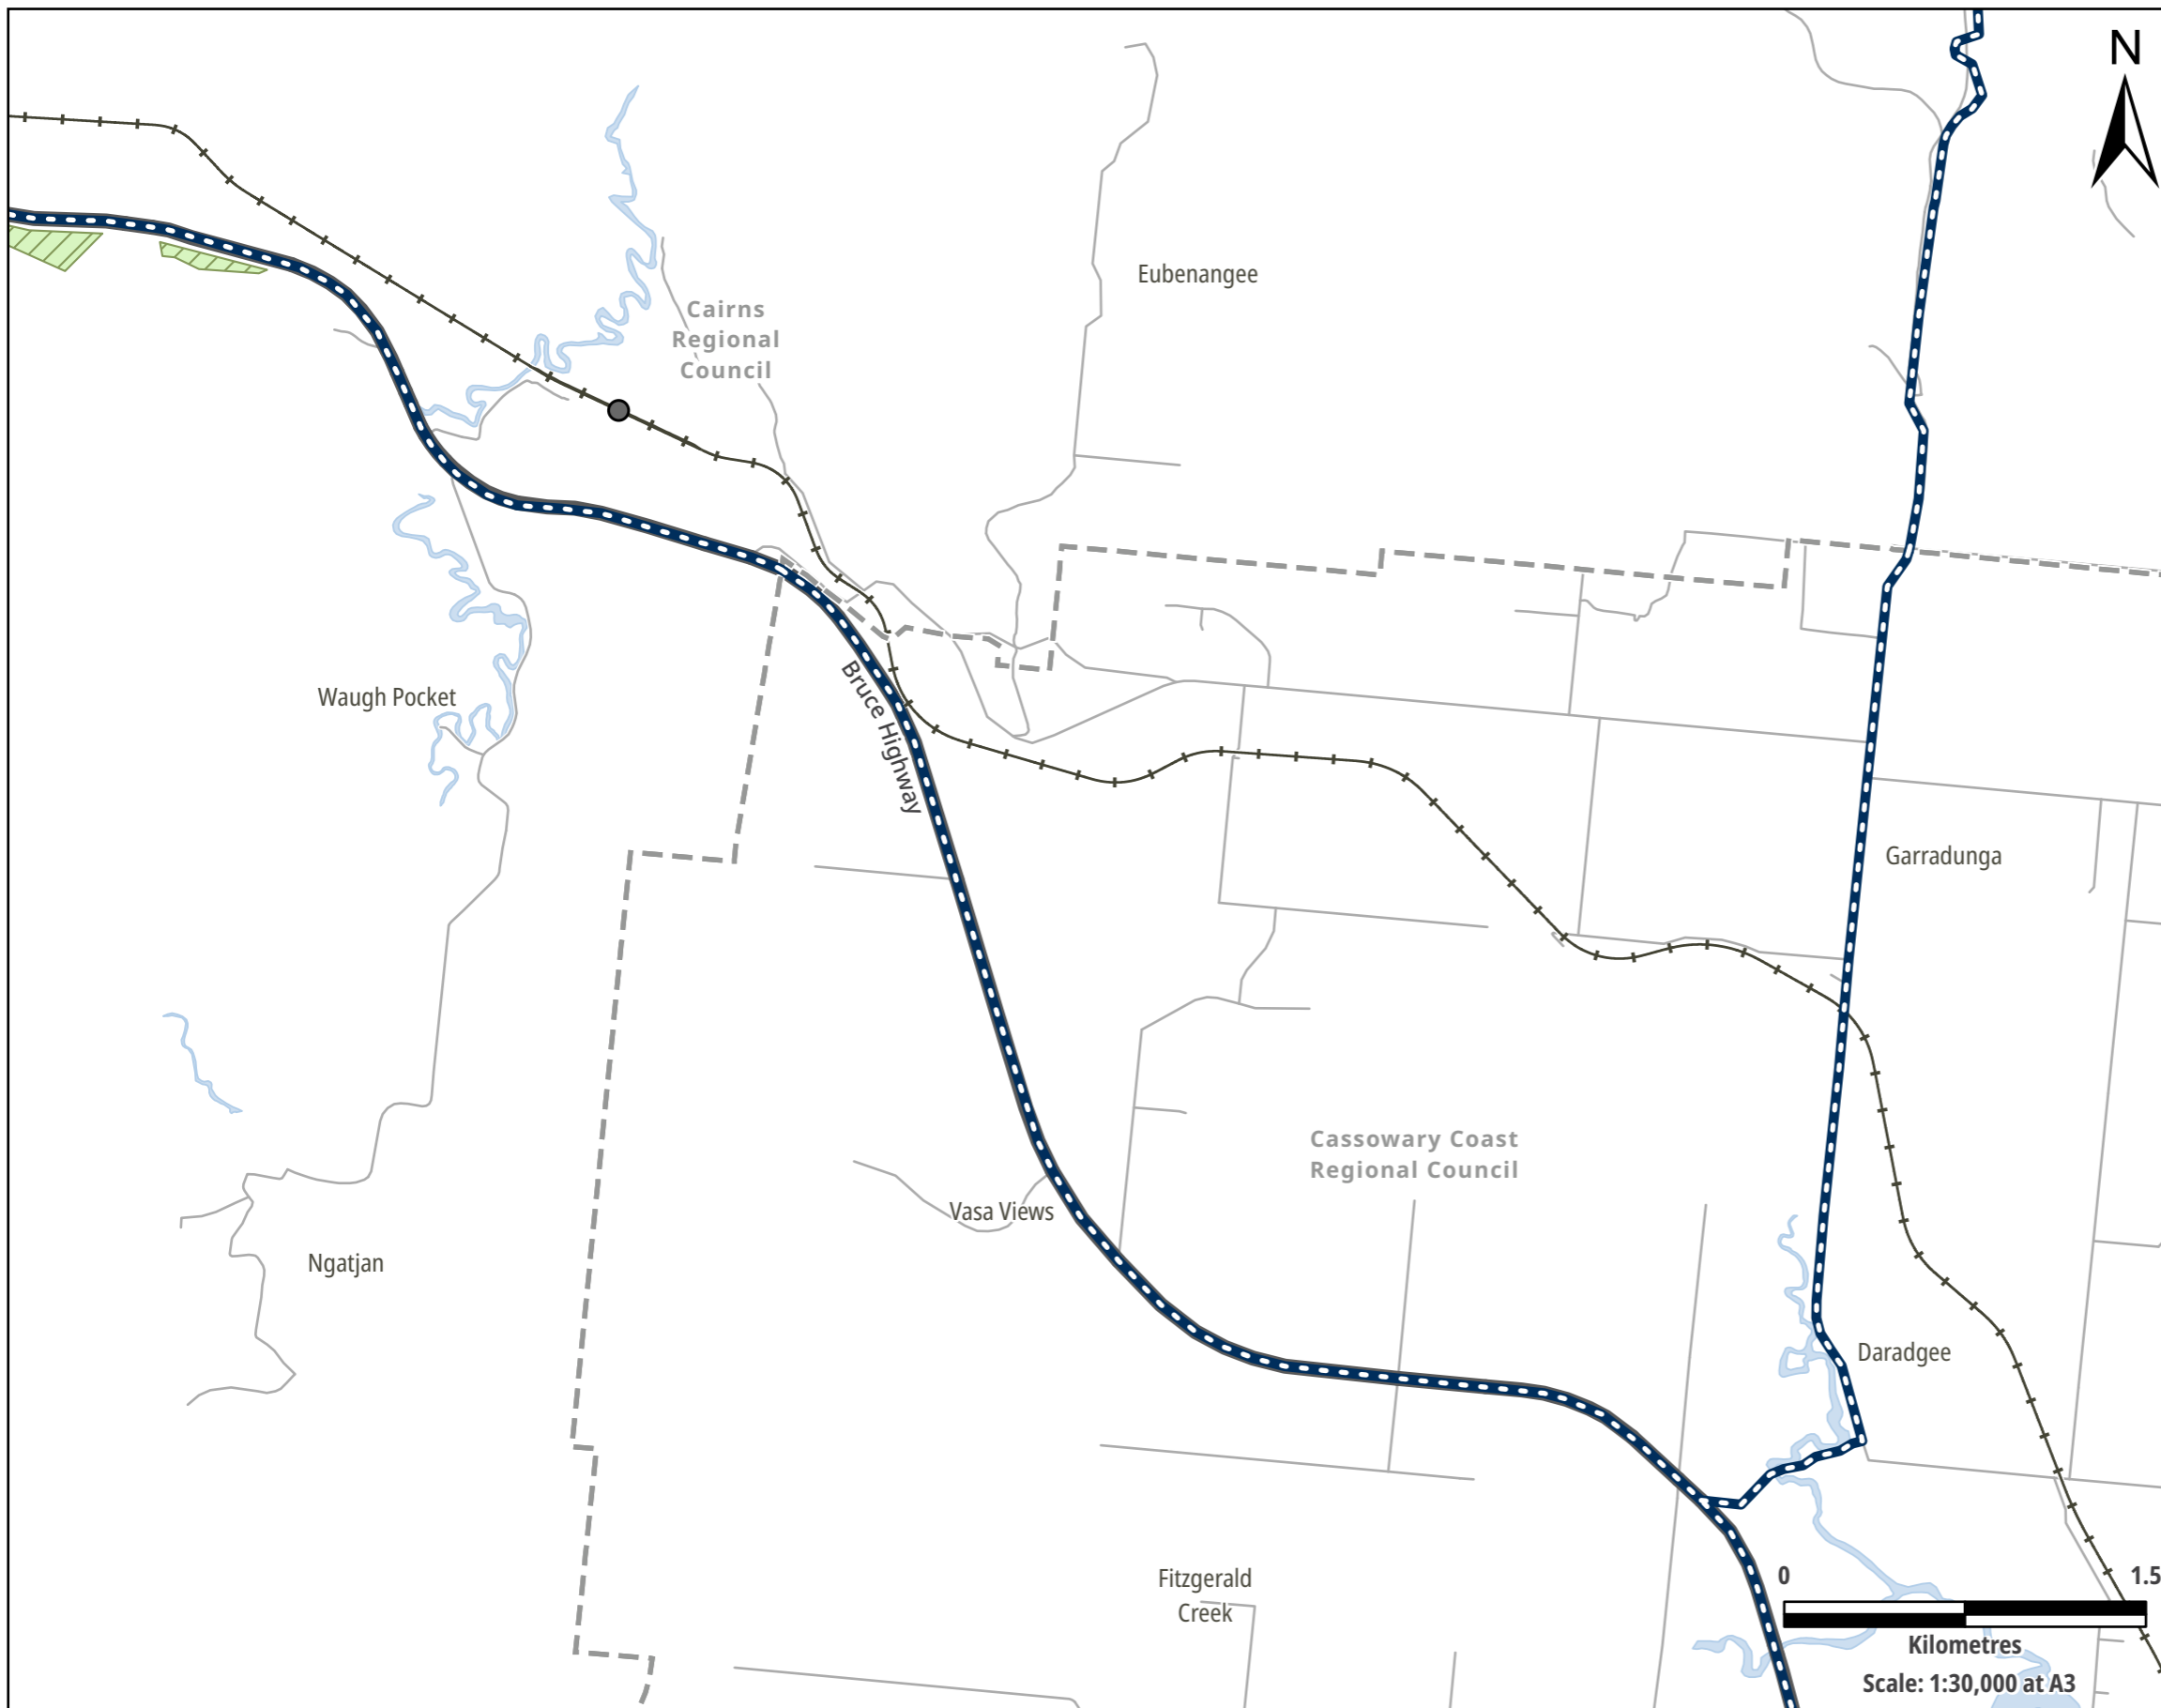 N
Eubenangee
Cairns
Regional
Council
Waugh Pocket
Bruce Highway
Garradunga
Cassowary Coast
Regional Council
Vasa Views
Ngatjan
Daradgee
Fitzgerald
Creek
0 1.5
Kilometres
Scale: 1:30,000 at A3